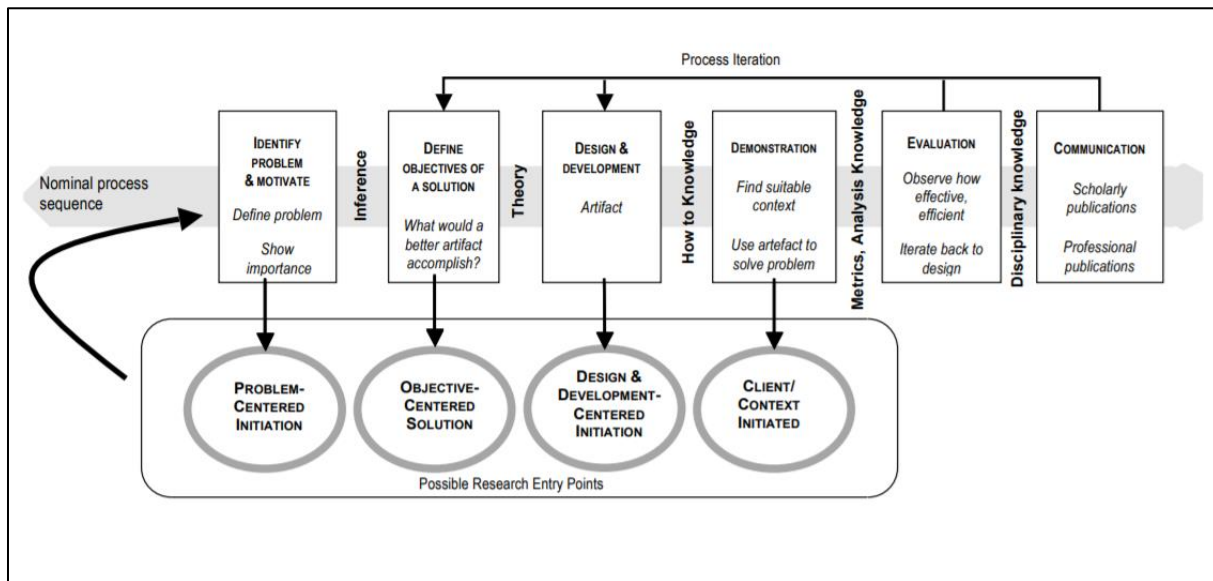 Process Iteration
Nominal process
sequence
IDENTIFY
PROBLEM
& MOTIVATE
Define problem
Show
importance
Inference
DEFINE
OBJECTIVES OF
A SOLUTION
What would a
better artifact
accomplish?
Theory
DESIGN &
DEVELOPMENT
Artifact
How to Knowledge
DEMONSTRATION
Find suitable
context
Use artefact to
solve problem
Metrics, Analysis Knowledge
EVALUATION
Observe how
effective,
efficient
Iterate back to
design
Disciplinary knowledge
COMMUNICATION
Scholarly
publications
Professional
publications
PROBLEM-
CENTERED
INITIATION
OBJECTIVE-
CENTERED
SOLUTION
DESIGN &
DEVELOPMENT-
CENTERED
INITIATION
CLIENT/
CONTEXT
INITIATED
Possible Research Entry Points